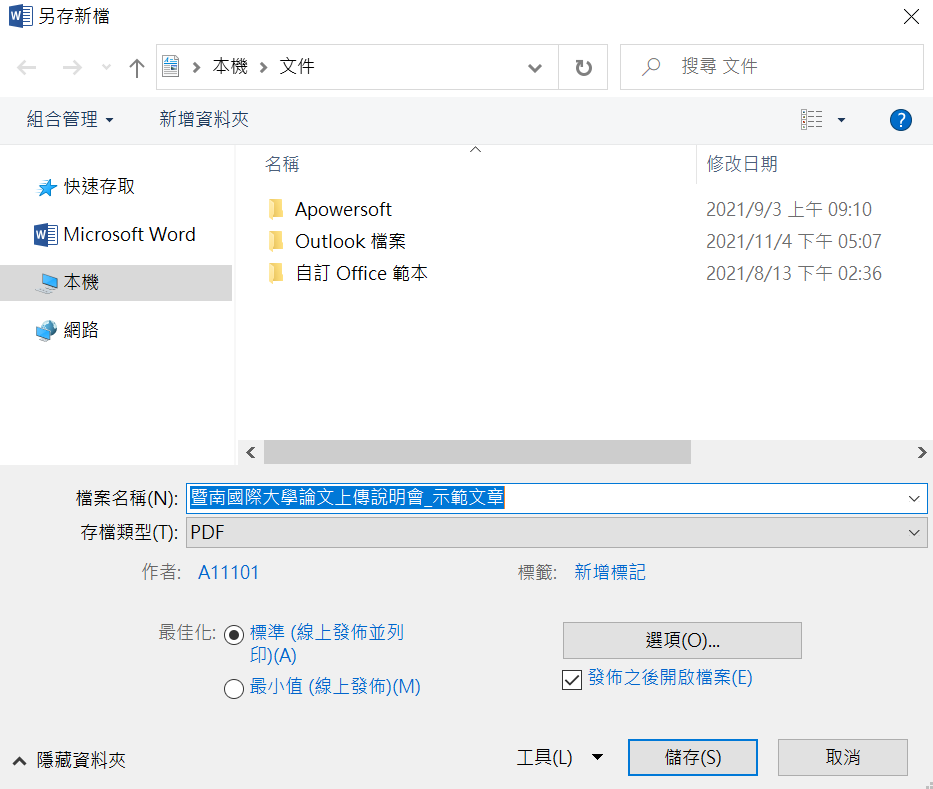 另存新檔
本機 > 文件
搜尋 文件
組合管理
新增資料夾
?
名稱
修改日期
快速存取
Microsoft Word
本機
網路
Apowersoft 2021/9/3 上午 09:10
Outlook 檔案 2021/11/4 下午 05:07
自訂 Office 範本 2021/8/13 下午 02:36
檔案名稱(N): 暨南國際大學論文上傳說明會_示範文章
存檔類型(T): PDF
作者: A11101
標籤: 新增標記
最佳化:
標準 (線上發佈並列
印)(A)
最小值 (線上發佈)(M)
選項(O)...
發佈之後開啟檔案(E)
隱藏資料夾
工具(L)
儲存(S)
取消